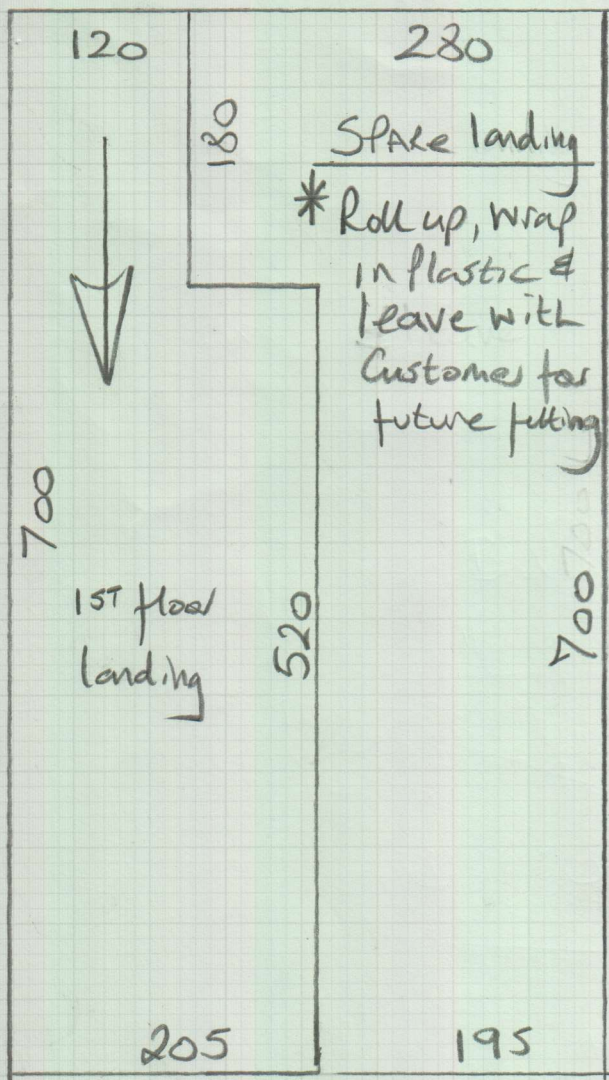 120
280
180
SPARe landing
* Roll up, wrap
in Plastic &
leave with
Customer for
future fitting
700
1ST floor
landing
520
700
205
195